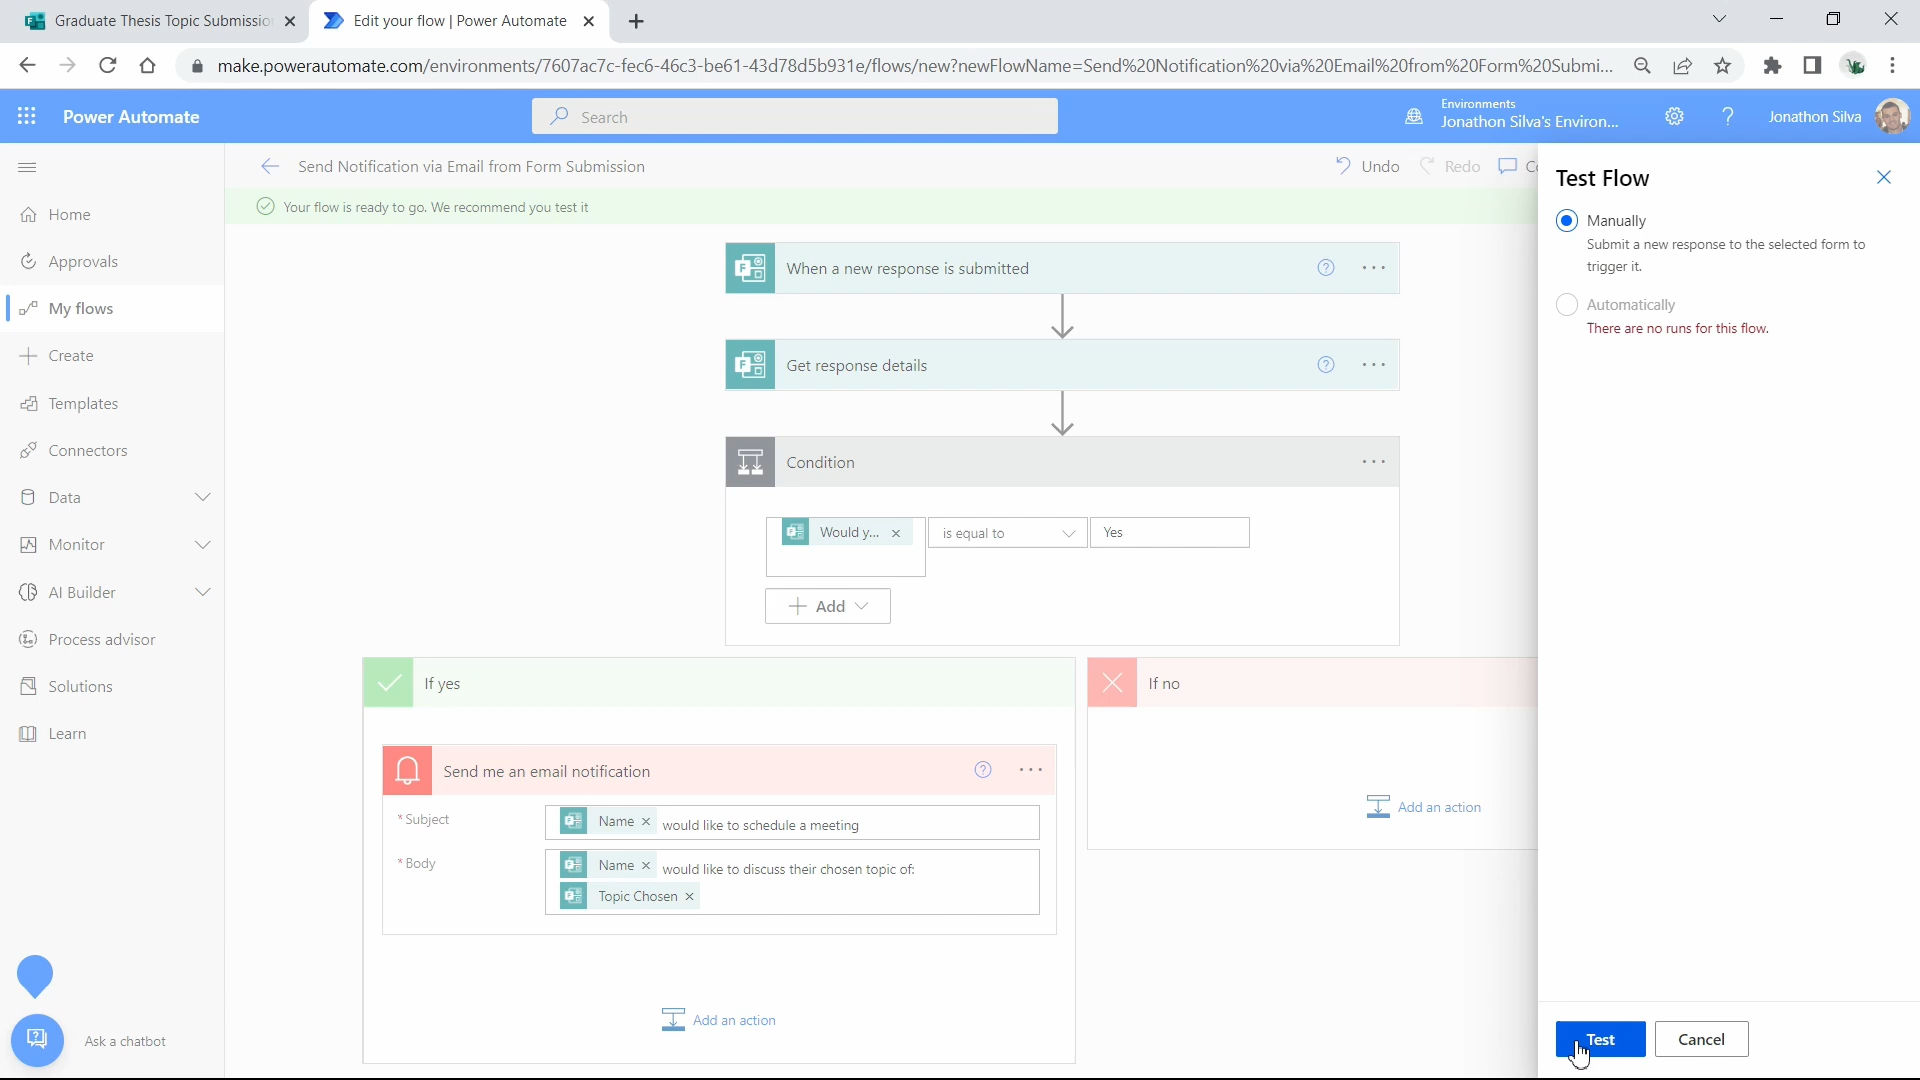 Graduate Thesis Topic Submissio
Edit your flow | Power Automate
make.powerautomate.com/environments/7607ac7c-fec6-46c3-be61-43d78d5b931e/flows/new?newFlowName=Send%20Notification%20via%20Email%20from%20Form%20Submi...
Power Automate
Search
Environments
Jonathon Silva's Environ...
Jonathon Silva
Send Notification via Email from Form Submission
Undo
Redo
Co
Your flow is ready to go. We recommend you test it
Home
Approvals
My flows
Create
Templates
Connectors
Data
Monitor
AI Builder
Process advisor
Solutions
Learn
Ask a chatbot
When a new response is submitted
Get response details
Condition
Would y...
is equal to
Yes
Add
If yes
Send me an email notification
* Subject
Name would like to schedule a meeting
* Body
Name would like to discuss their chosen topic of:
Topic Chosen
Add an action
If no
Add an action
Test Flow
Manually
Submit a new response to the selected form to
trigger it.
Automatically
There are no runs for this flow.
Test
Cancel